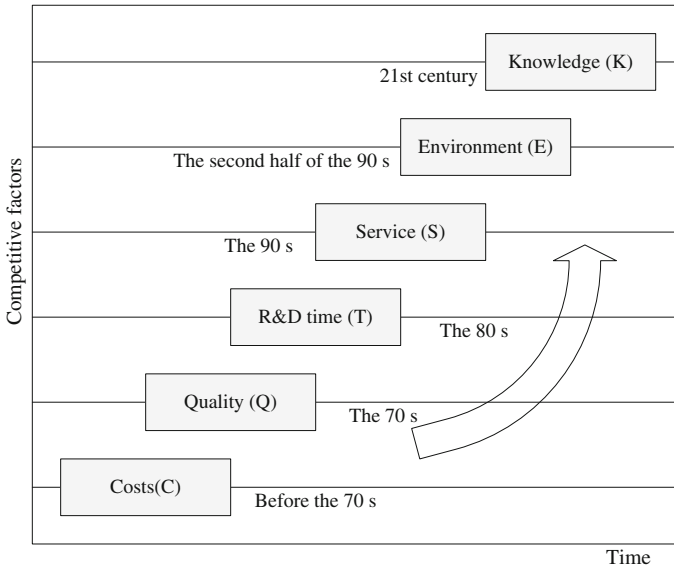 Knowledge (K)
21st century
Environment (E)
The second half of the 90 s
Service (S)
The 90 s
R&D time (T)
The 80 s
Quality (Q)
The 70 s
Costs(C)
Before the 70 s
Competitive factors
Time